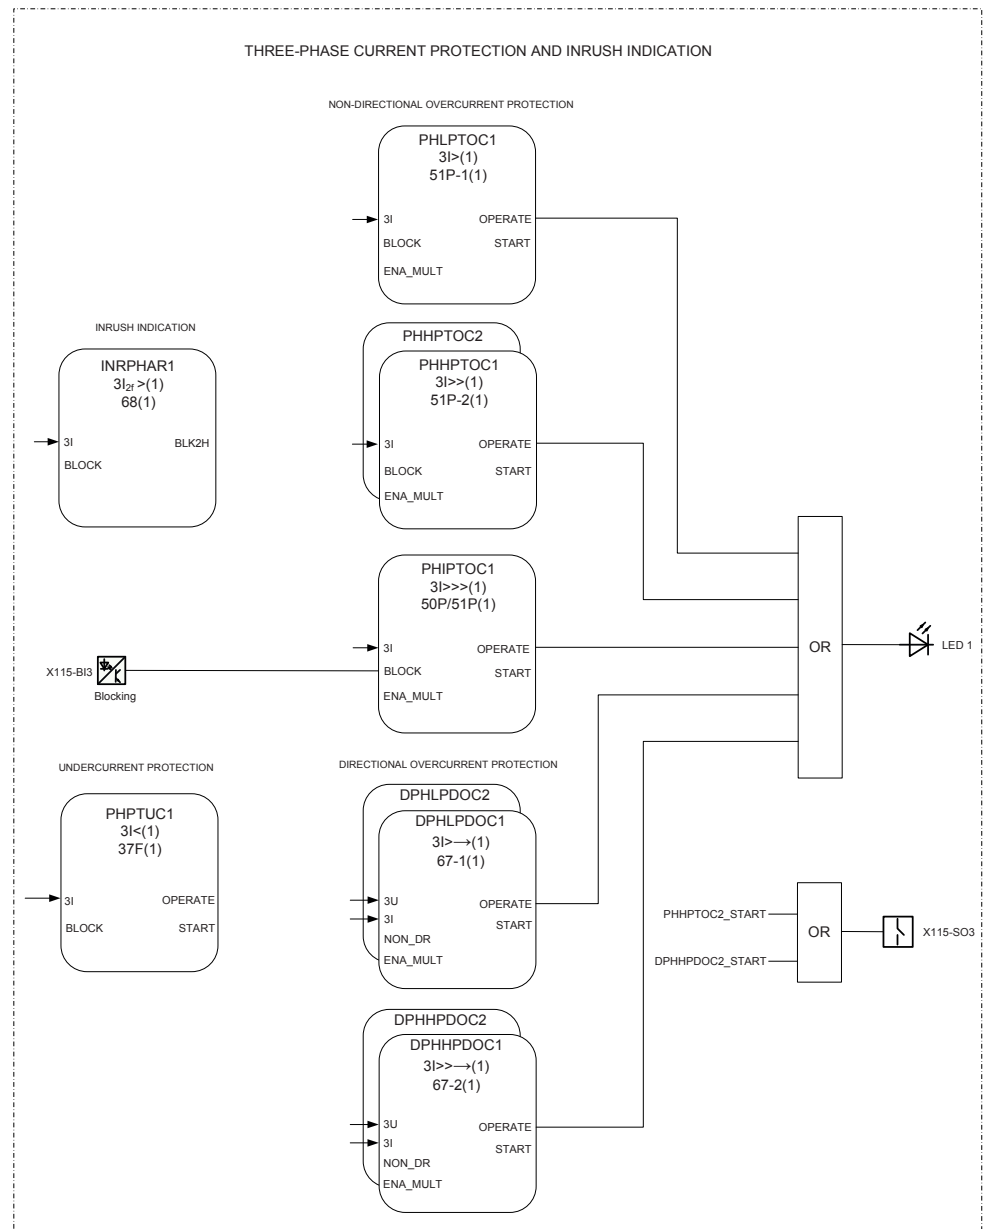 THREE-PHASE CURRENT PROTECTION AND INRUSH INDICATION
NON-DIRECTIONAL OVERCURRENT PROTECTION
PHLPTOC1
3I>(1)
51P-1(1)
3I
OPERATE
BLOCK
START
ENA_MULT
INRUSH INDICATION
INRPHAR1
3I2f >(1)
68(1)
3I
BLK2H
BLOCK
PHHPTOC2
PHHPTOC1
3I>>(1)
51P-2(1)
3I
OPERATE
BLOCK
START
ENA_MULT
PHIPTOC1
3I>>>(1)
50P/51P(1)
3I
OPERATE
BLOCK
START
ENA_MULT
X115-BI3
Blocking
OR
LED 1
UNDERCURRENT PROTECTION
PHPTUC1
3I<(1)
37F(1)
3I
OPERATE
BLOCK
START
DIRECTIONAL OVERCURRENT PROTECTION
DPHLPDOC2
DPHLPDOC1
3I>→(1)
67-1(1)
3U
OPERATE
3I
START
NON_DR
ENA_MULT
PHHPTOC2_START
OR
X115-SO3
DPHHPDOC2_START
DPHHPDOC2
DPHHPDOC1
3I>>→(1)
67-2(1)
3U
OPERATE
3I
START
NON_DR
ENA_MULT